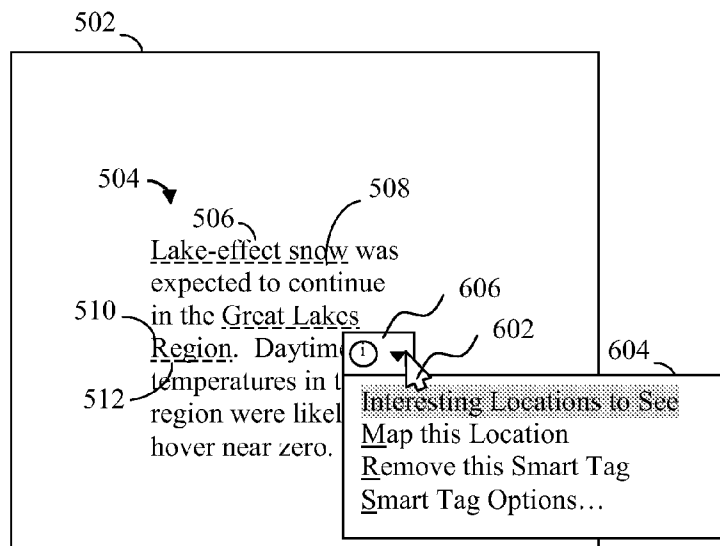 502
504
508
506
Lake-effect snow was
expected to continue
in the Great Lakes
510
606
602
Region. Daytime
i
604
512
temperatures in t
region were likel
hover near zero.
Interesting Locations to See
Map this Location
Remove this Smart Tag
Smart Tag Options…